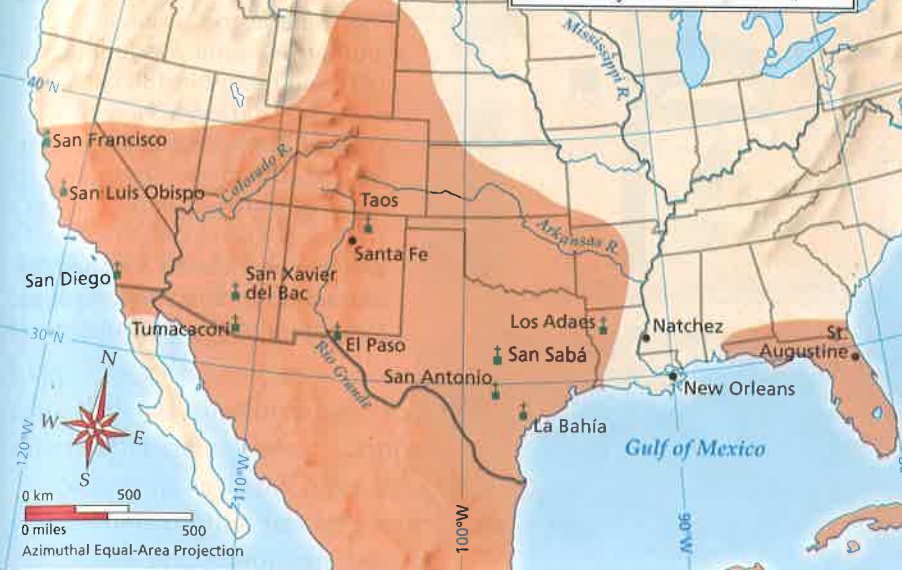 Mississippi R.
40°N
San Francisco
San Luis Obispo
Colorado R.
Taos
Arkansas R.
Santa Fe
San Diego
San Xavier
del Bac
Tumacacori
El Paso
Los Adaes
Natchez
San Sabá
St.
Augustine
30°N
Rio Grande
San Antonio
New Orleans
La Bahía
Gulf of Mexico
N
W
E
S
120°W
110°W
100°W
90°W
0 km 500
0 miles 500
Azimuthal Equal-Area Projection